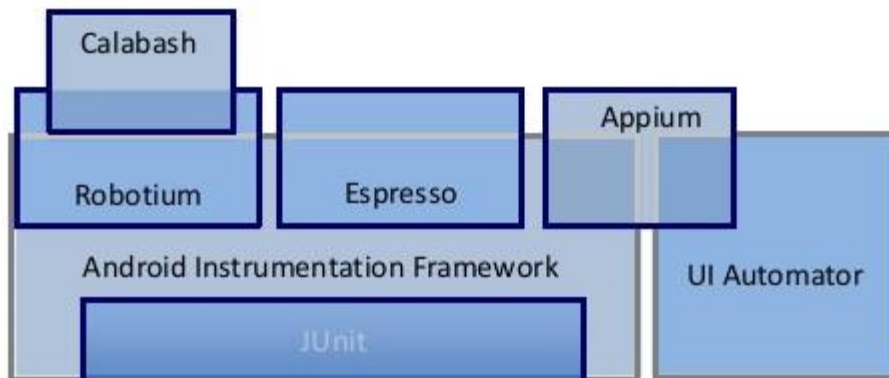 Calabash
Appium
Robotium
Espresso
Android Instrumentation Framework
UI Automator
JUnit